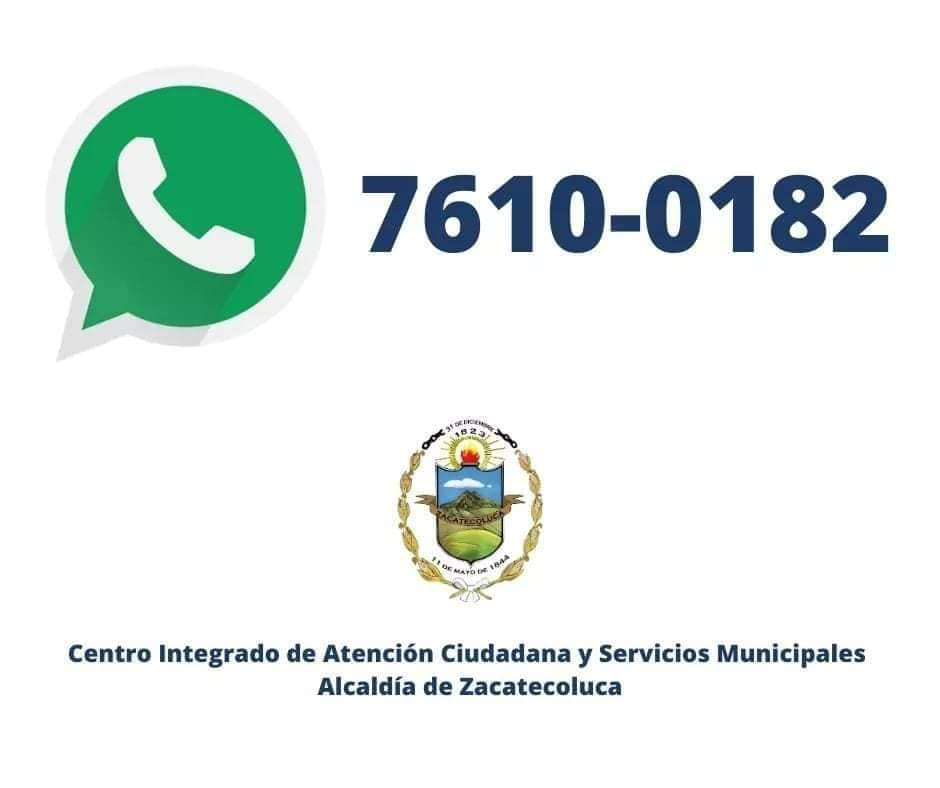 7610-0182
31 DE DICIEMBRE
1823
ZACATECOLUCA
11 DE MAYO DE 1844
Centro Integrado de Atención Ciudadana y Servicios Municipales
Alcaldía de Zacatecoluca